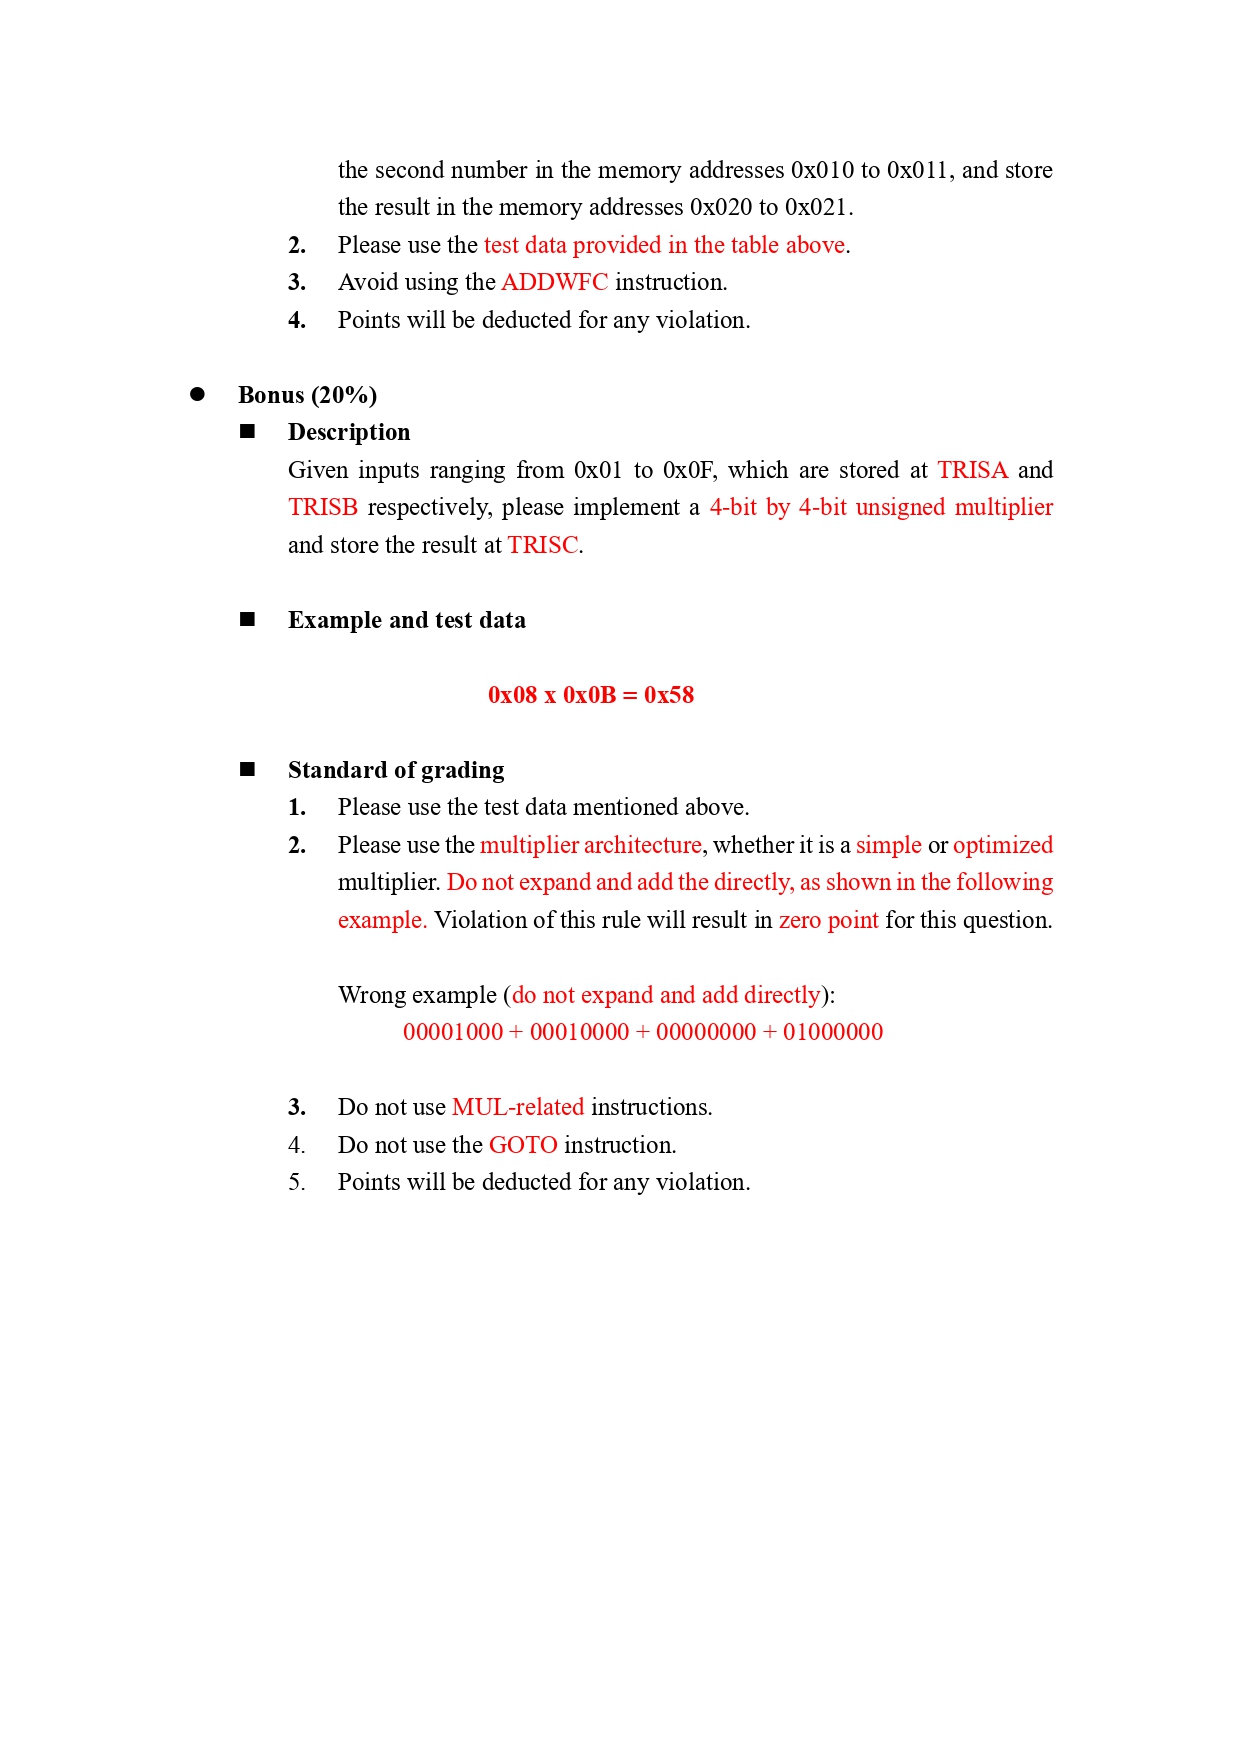 the second number in the memory addresses 0x010 to 0x011, and store
the result in the memory addresses 0x020 to 0x021.
2. Please use the test data provided in the table above.
3. Avoid using the ADDWFC instruction.
4. Points will be deducted for any violation.
● Bonus (20%)
■ Description
Given inputs ranging from 0x01 to 0x0F, which are stored at TRISA and
TRISB respectively, please implement a 4-bit by 4-bit unsigned multiplier
and store the result at TRISC.
■ Example and test data
0x08 x 0x0B = 0x58
■ Standard of grading
1. Please use the test data mentioned above.
2. Please use the multiplier architecture, whether it is a simple or optimized
multiplier. Do not expand and add the directly, as shown in the following
example. Violation of this rule will result in zero point for this question.
Wrong example (do not expand and add directly):
00001000 + 00010000 + 00000000 + 01000000
3. Do not use MUL-related instructions.
4. Do not use the GOTO instruction.
5. Points will be deducted for any violation.